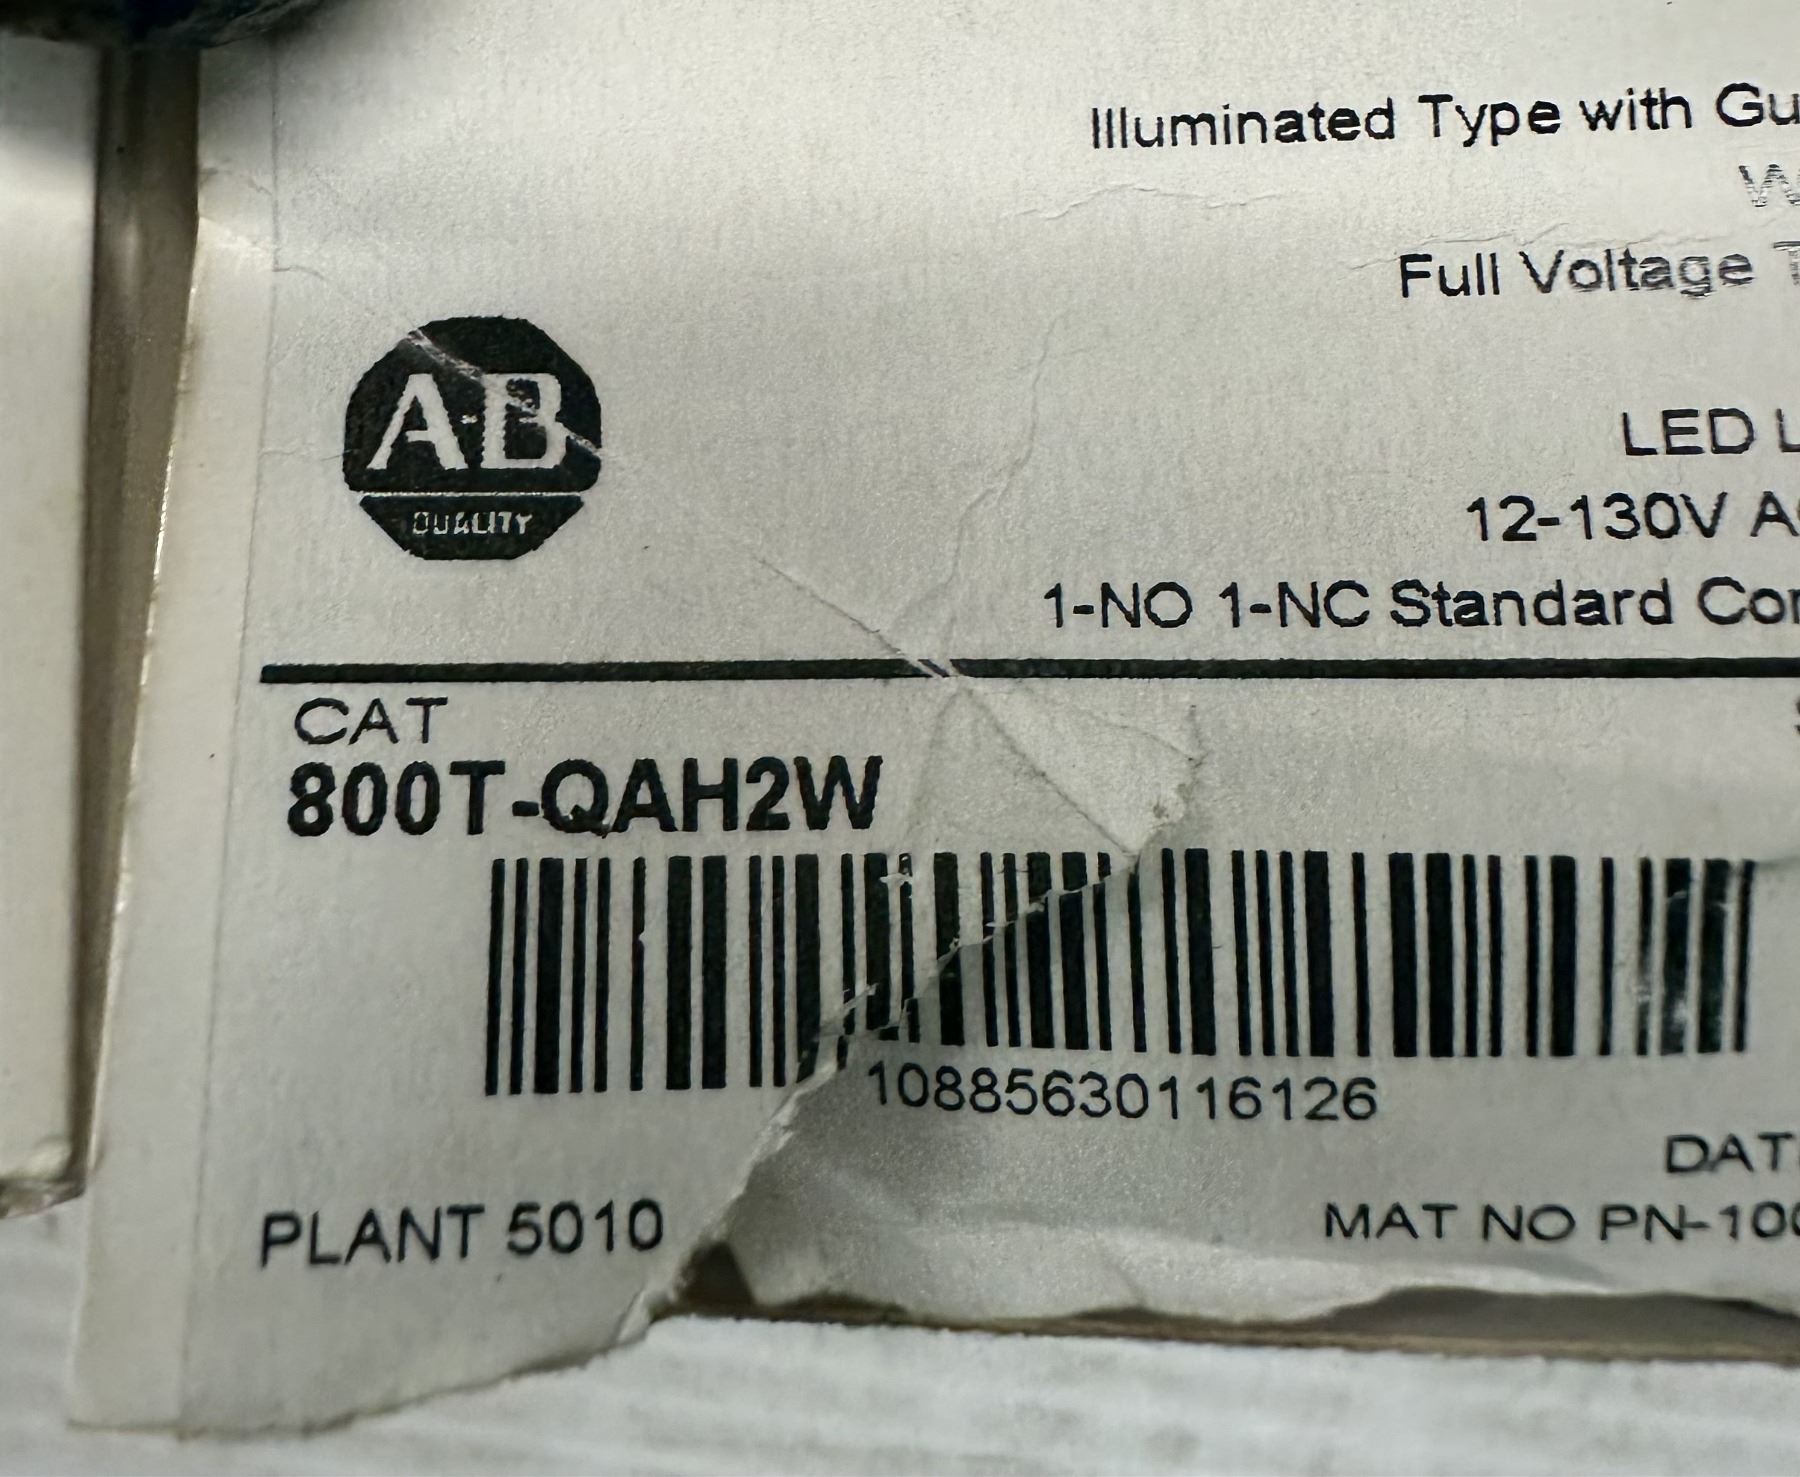 Illuminated Type with Gu
W
Full Voltage T
A-B
QUALITY
LED L
12-130V A
1-NO 1-NC Standard Co
CAT
800T-QAH2W
10885630116126
DAT
PLANT 5010
MAT NO PN-10